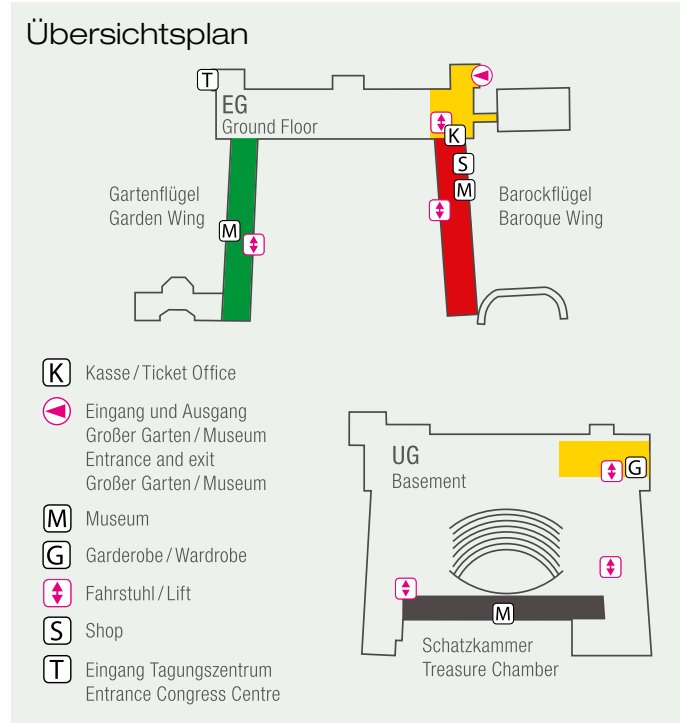 Übersichtsplan
T
EG
Ground Floor
K
S
M
Gartenflügel
Garden Wing
Barockflügel
Baroque Wing
M
K Kasse / Ticket Office
Eingang und Ausgang
Großer Garten / Museum
Entrance and exit
Großer Garten / Museum
M Museum
G Garderobe / Wardrobe
Fahrstuhl / Lift
S Shop
T Eingang Tagungszentrum
Entrance Congress Centre
UG
Basement
G
M
Schatzkammer
Treasure Chamber